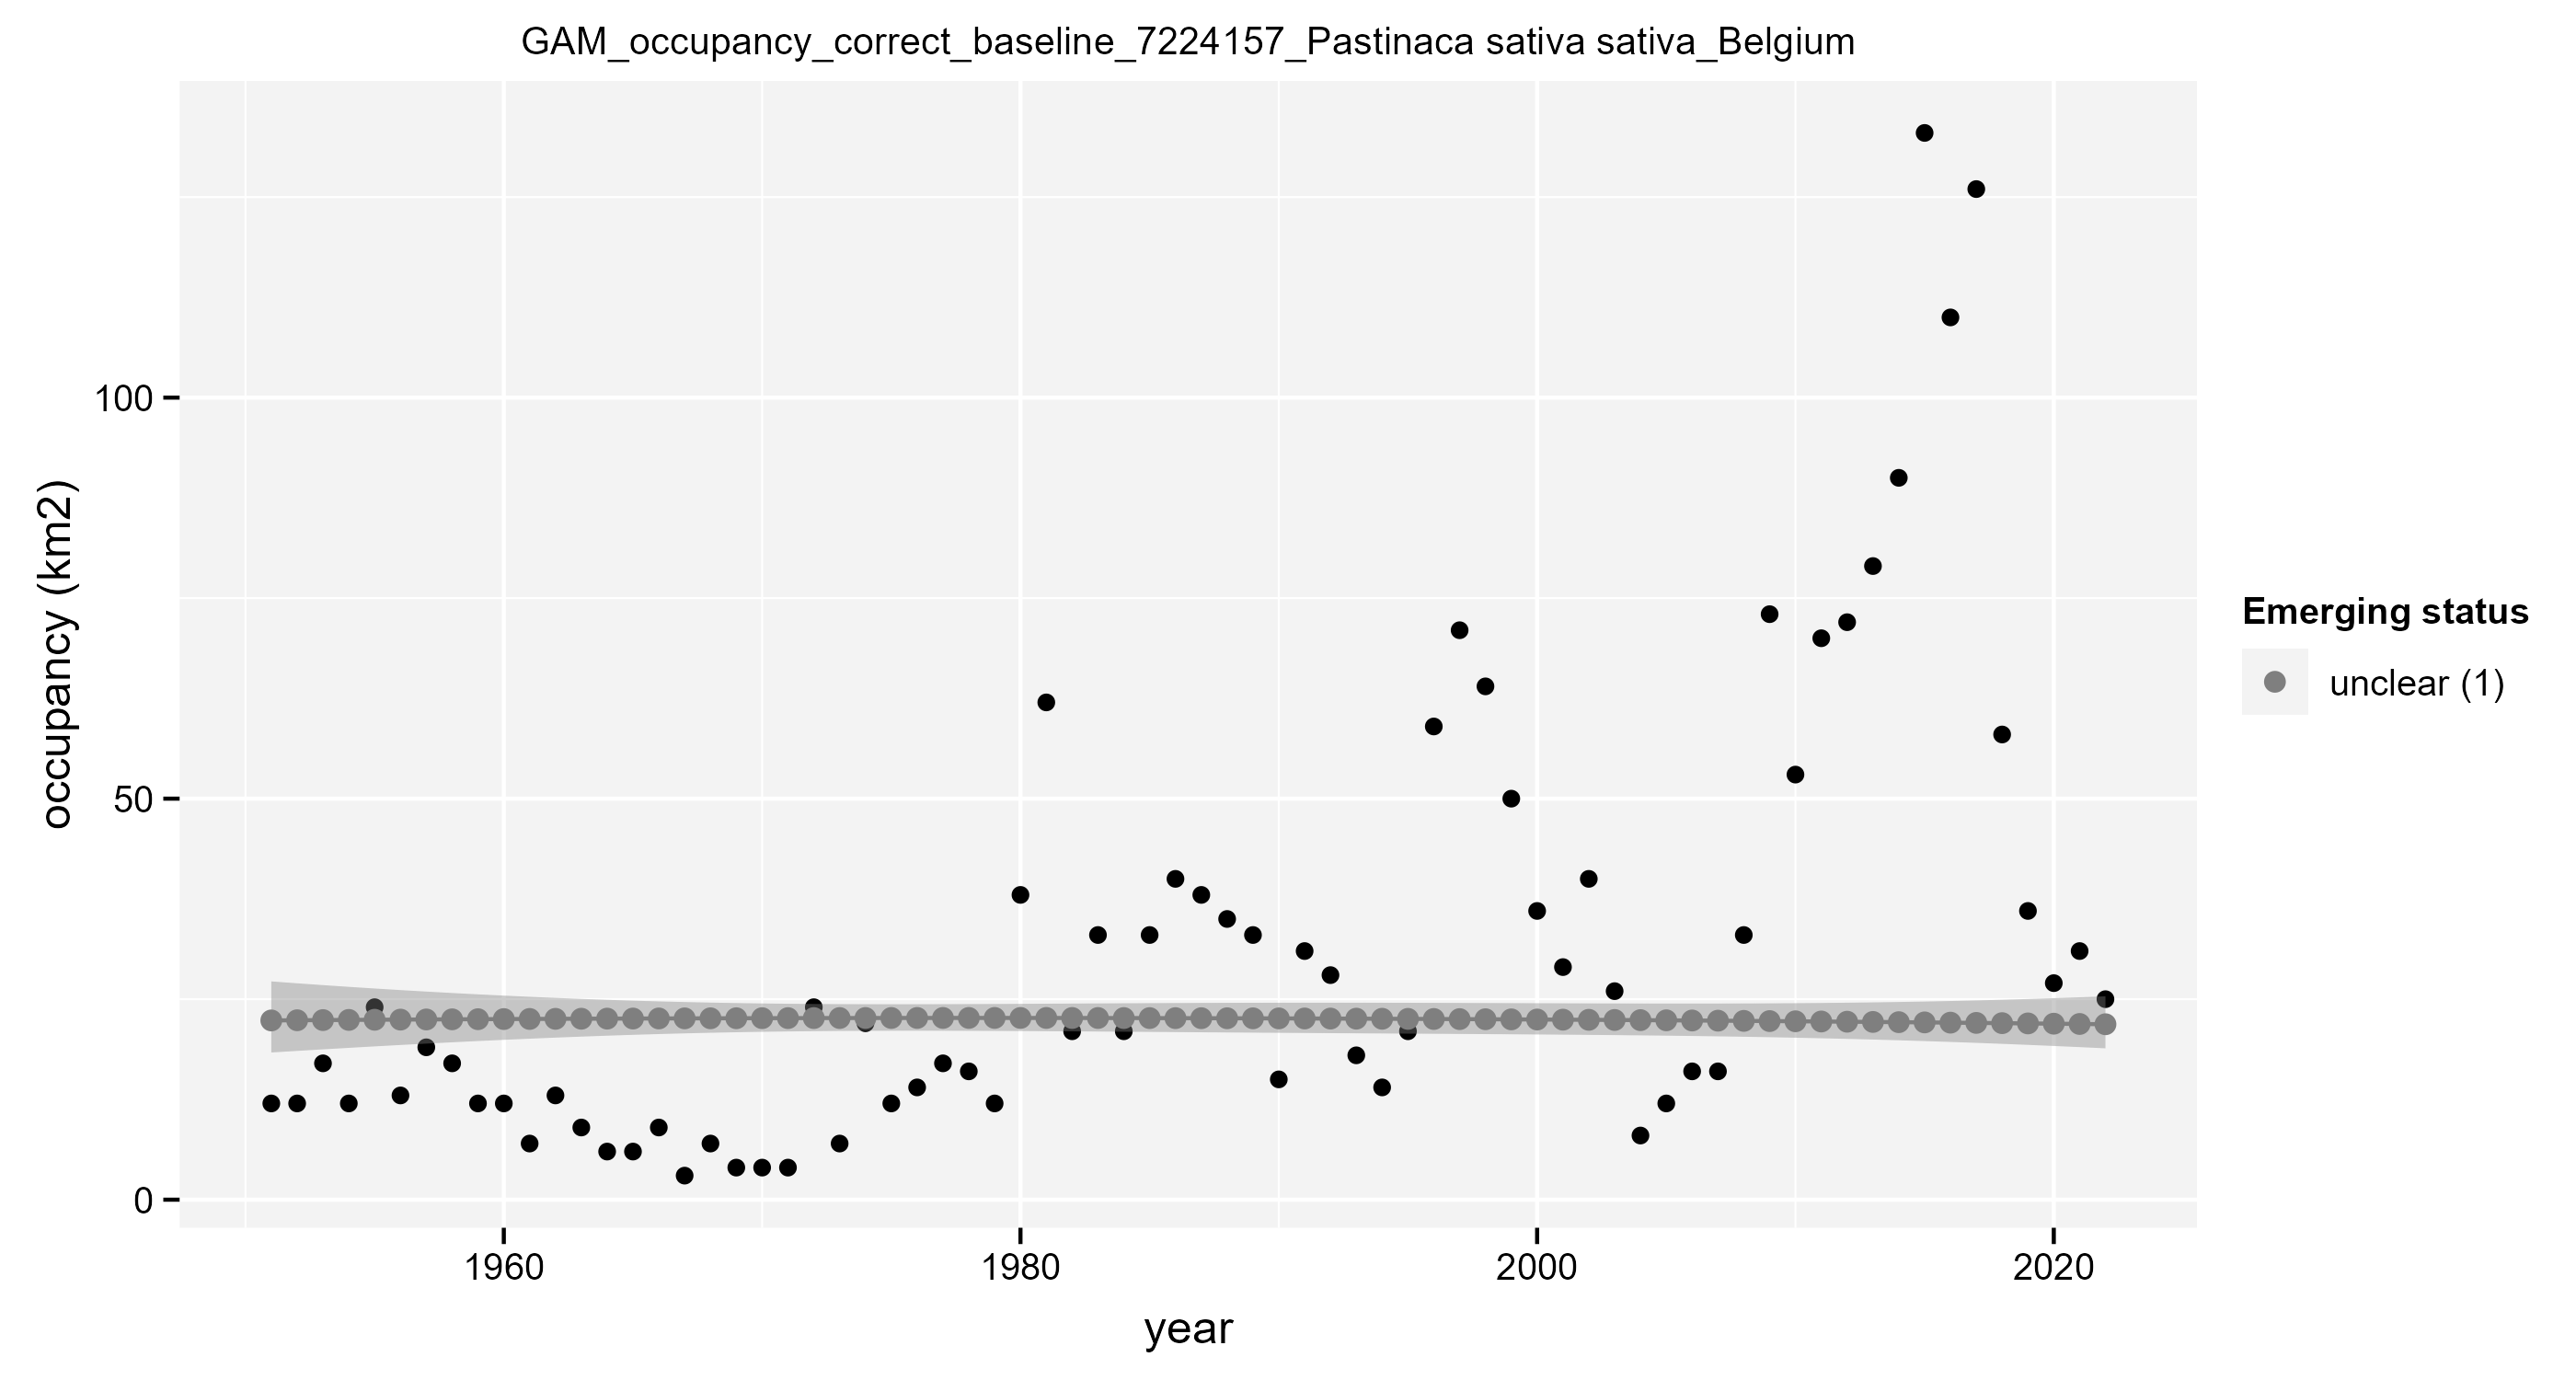 GAM_occupancy_correct_baseline_7224157_Pastinaca sativa sativa_Belgium
occupancy (km2)
100
50
0
1960
1980
2000
2020
year
Emerging status
unclear (1)